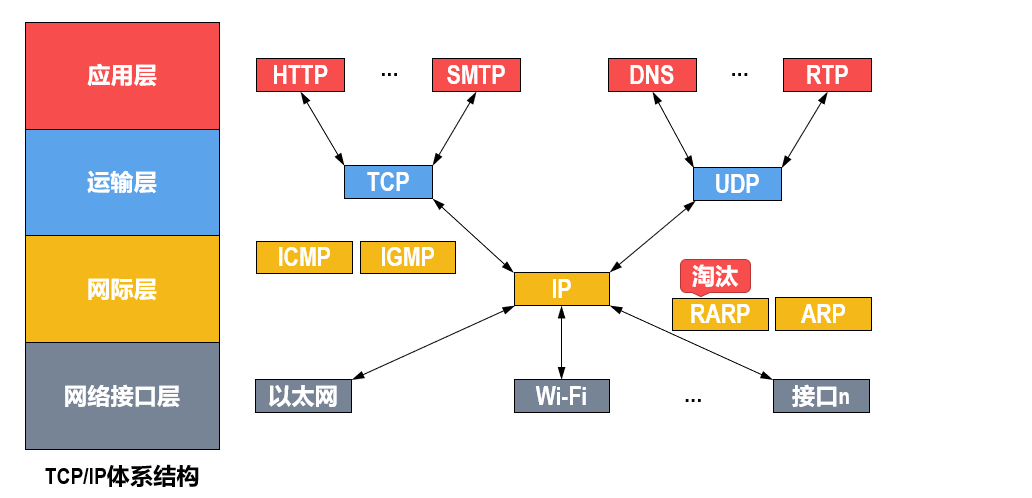 应用层
HTTP ... SMTP DNS ... RTP
运输层
TCP UDP
网际层
ICMP IGMP
IP
淘汰
RARP ARP
网络接口层
以太网 Wi-Fi ... 接口n
TCP/IP体系结构